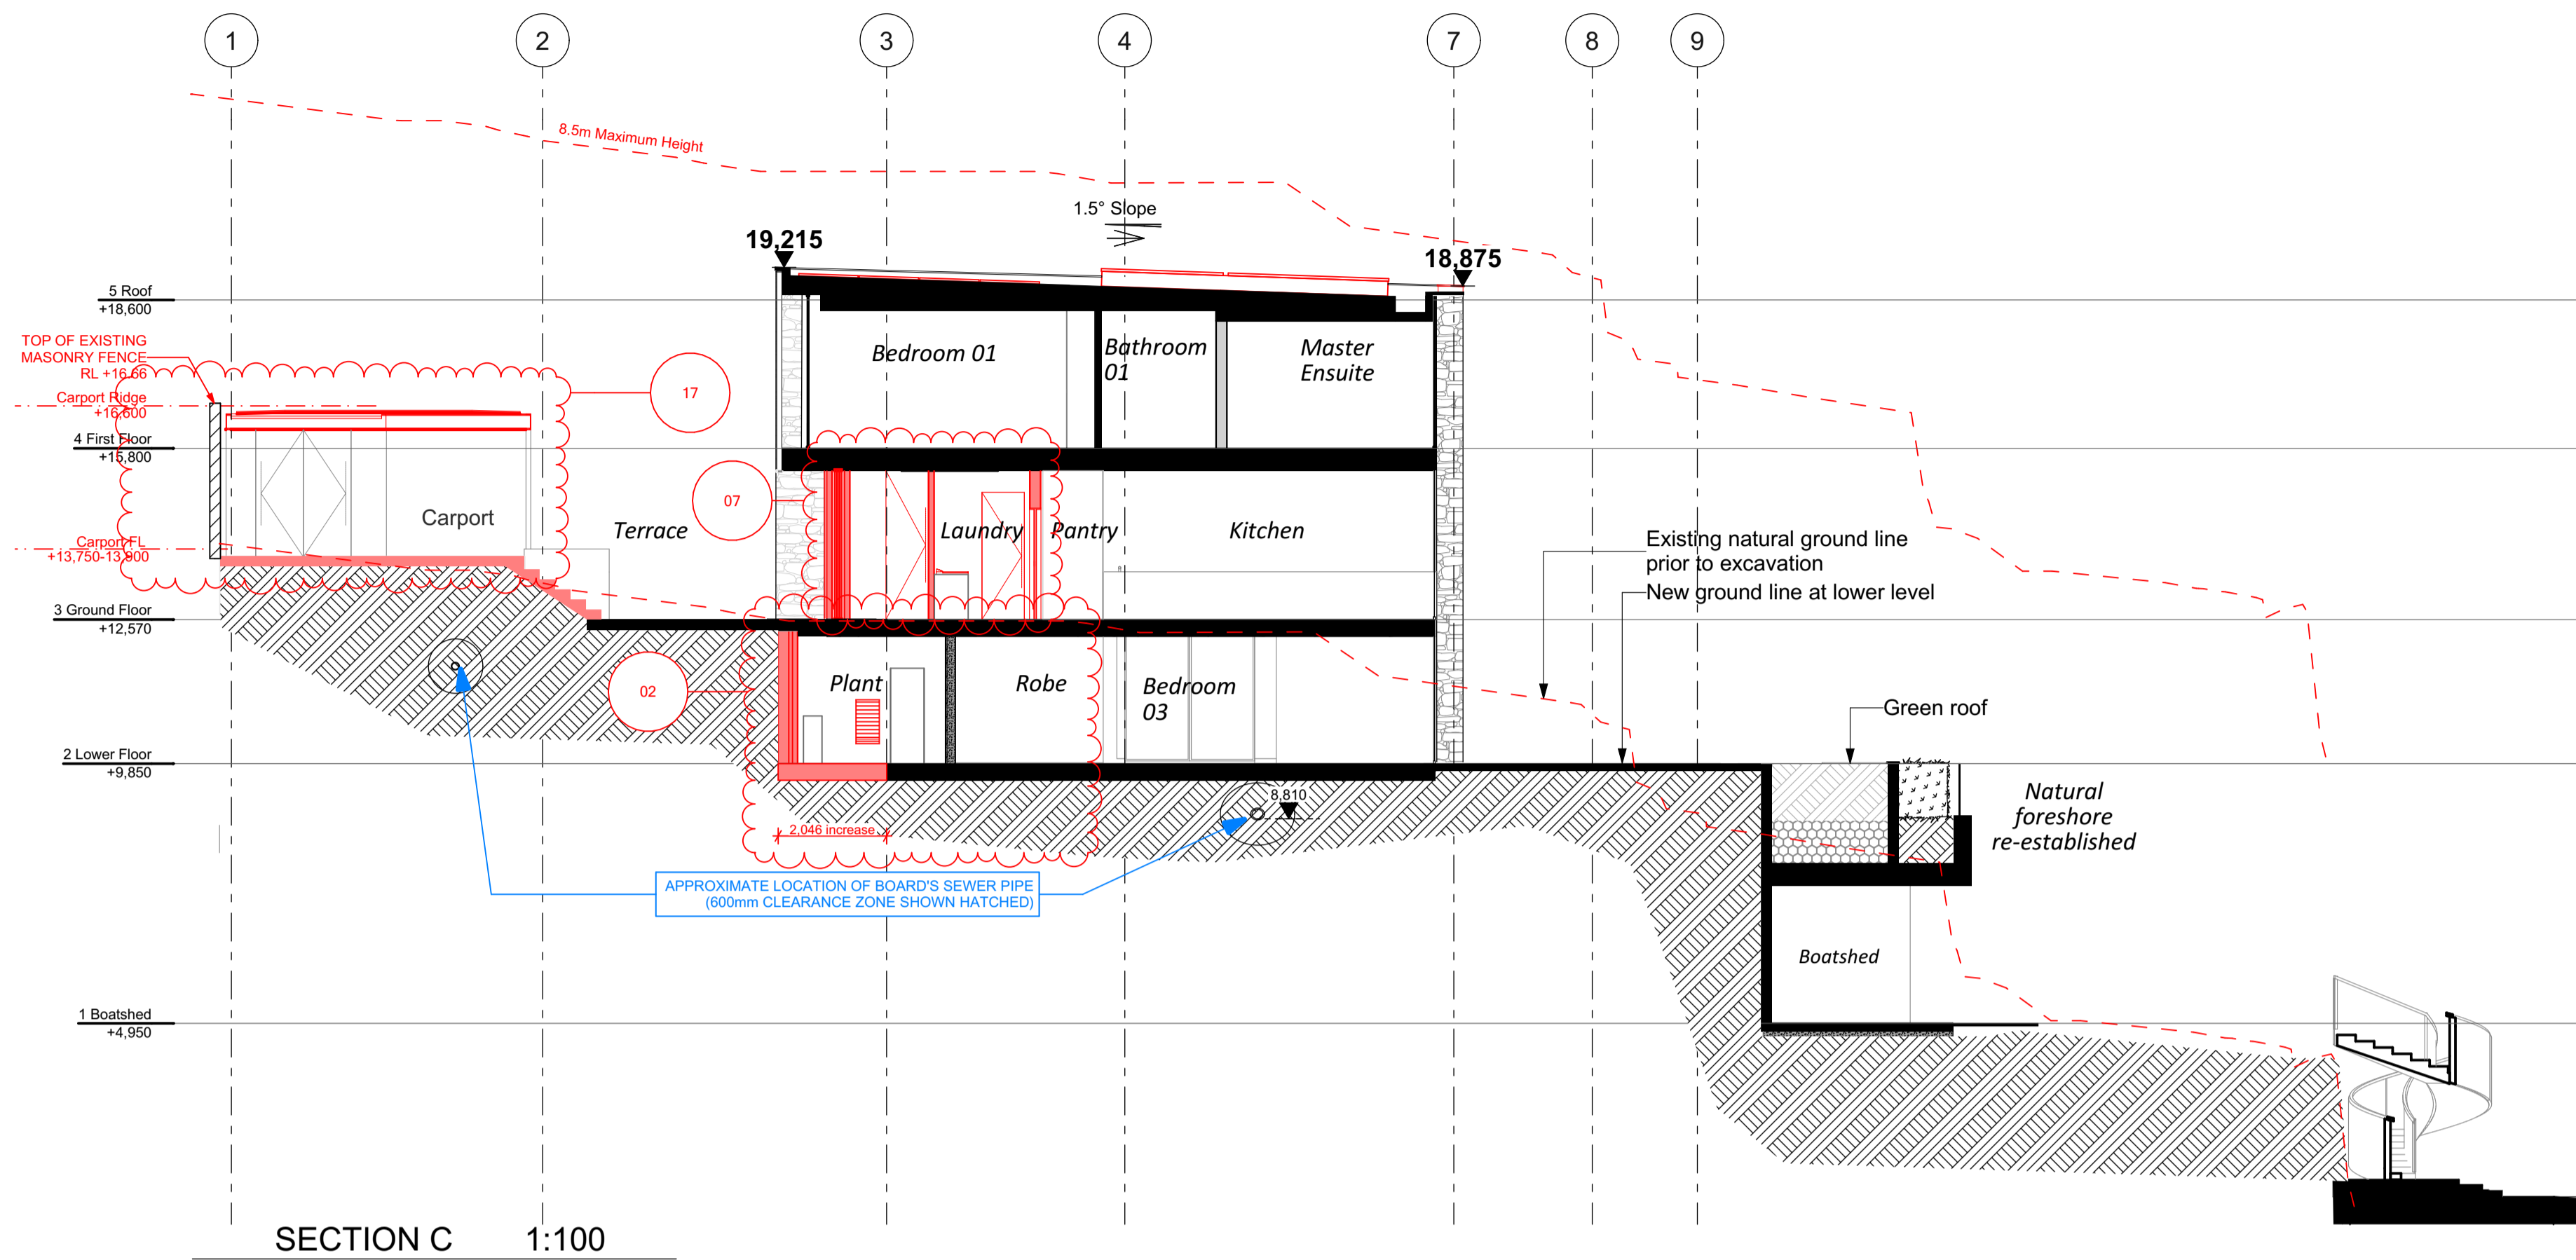 1
2
3
4
7
8
9
8.5m Maximum Height
1.5° Slope
19,215
18,875
5 Roof
+18,600
TOP OF EXISTING
MASONRY FENCE
RL +16.66
Carport Ridge
+16,600
4 First Floor
+15,800
Carport FL
+13,750-13,900
3 Ground Floor
+12,570
2 Lower Floor
+9,850
1 Boatshed
+4,950
17
07
02
Bedroom 01
Bathroom
01
Master
Ensuite
Carport
Terrace
Laundry
Pantry
Kitchen
Plant
Robe
Bedroom
03
Existing natural ground line
prior to excavation
New ground line at lower level
Green roof
8,810
2,046 increase
APPROXIMATE LOCATION OF BOARD'S SEWER PIPE
(600mm CLEARANCE ZONE SHOWN HATCHED)
Natural
foreshore
re-established
Boatshed
SECTION C 1:100